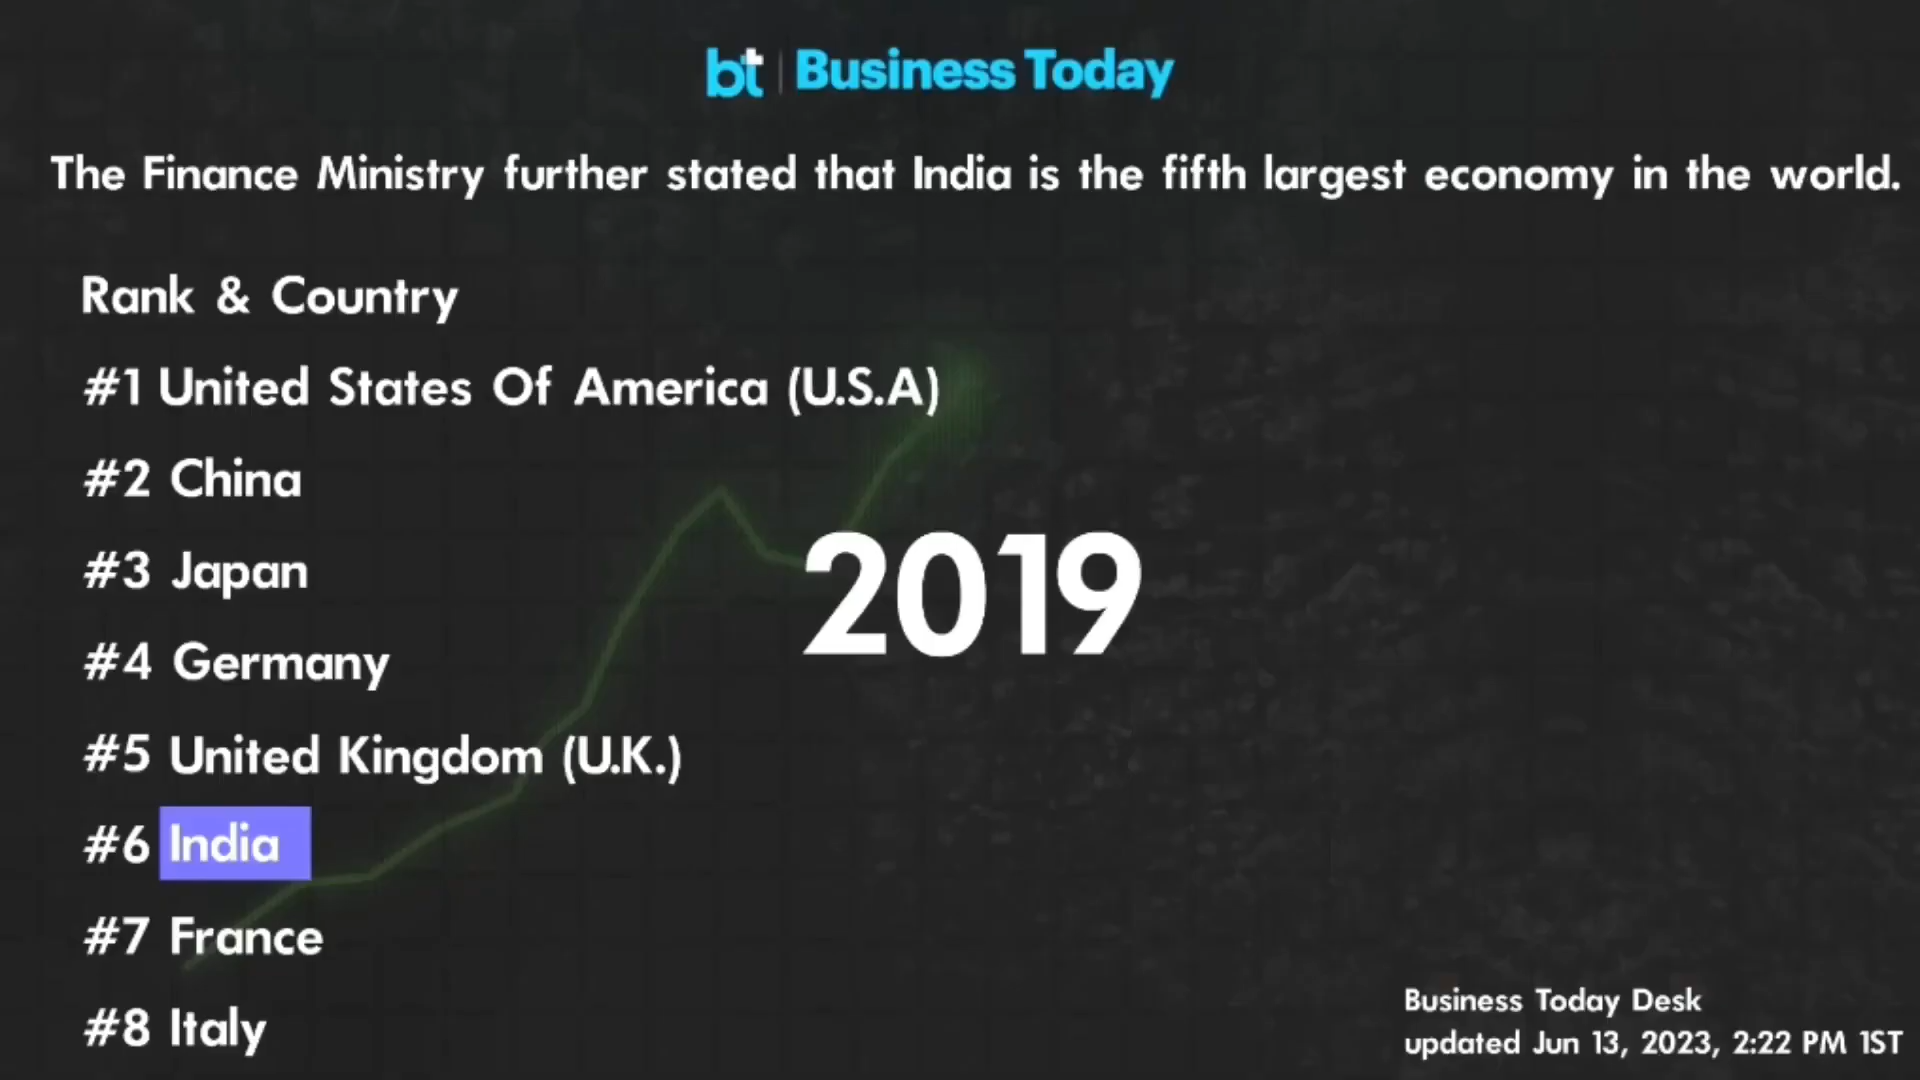 bt | Business Today
The Finance Ministry further stated that India is the fifth largest economy in the world.
Rank & Country
#1 United States Of America (U.S.A)
#2 China
#3 Japan
#4 Germany
#5 United Kingdom (U.K.)
#6 India
#7 France
#8 Italy
2019
Business Today Desk
updated Jun 13, 2023, 2:22 PM 1ST